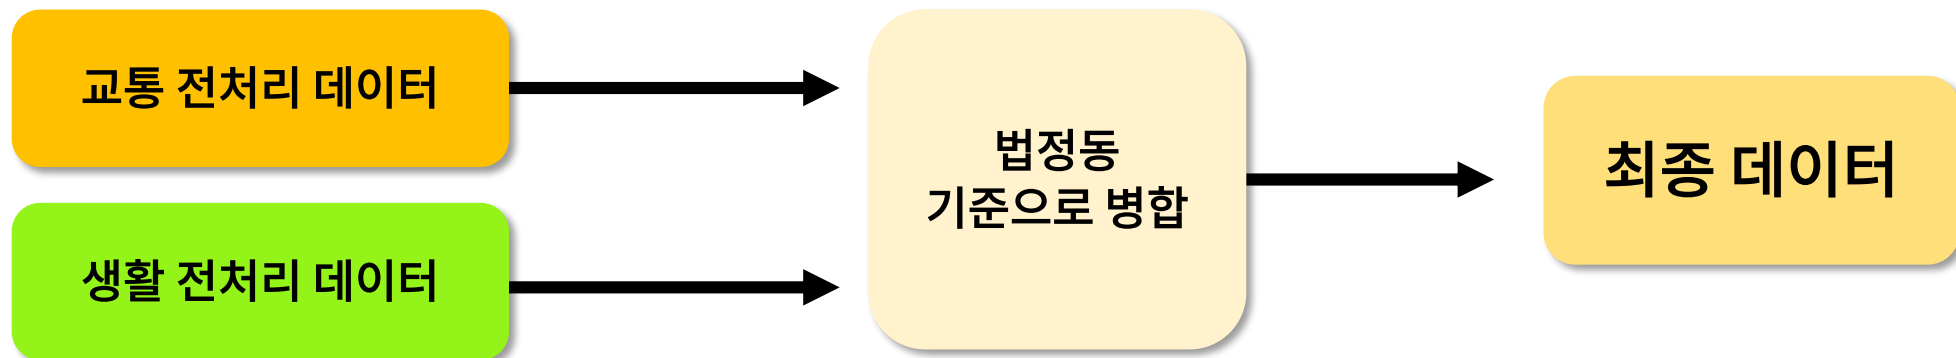 교통 전처리 데이터
생활 전처리 데이터
법정동
기준으로 병합
최종 데이터